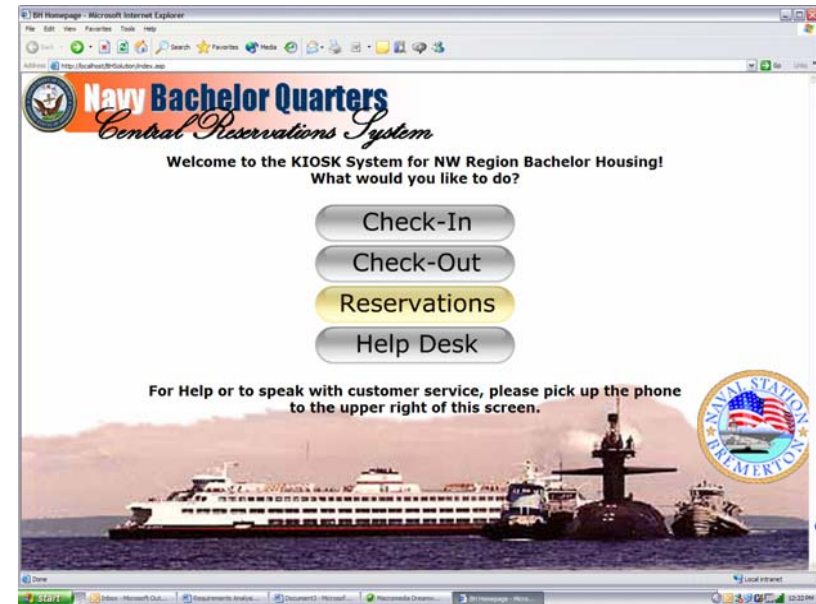 BH Homepage - Microsoft Internet Explorer
File Edit View Favorites Tools Help
Search Favorites Media
Address http://localhost/BHSolution/index.asp Go Links
Navy Bachelor Quarters
Central Reservations System
Welcome to the KIOSK System for NW Region Bachelor Housing!
What would you like to do?
Check-In
Check-Out
Reservations
Help Desk
For Help or to speak with customer service, please pick up the phone
to the upper right of this screen.
NAVAL STATION
BREMERTON
Done Local intranet
start Inbox - Microsoft Out... Requirements Analysi... Document3 - Microsof... Macromedia Dreamw... BH Homepage - Micro... 12:22 PM